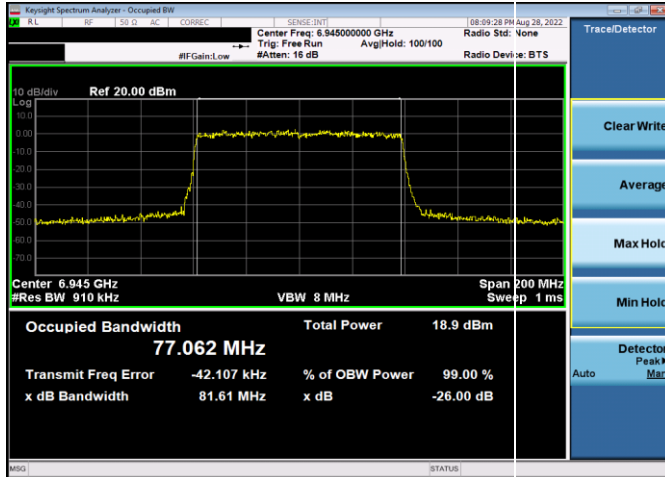 Keysight Spectrum Analyzer - Occupied BW
RL RF 50 Ω AC CORREC SENSE:INT 08:09:28 PM Aug 28, 2022
Center Freq: 6.945000000 GHz Radio Std: None
Trig: Free Run Avg|Hold: 100/100
#IFGain:Low #Atten: 16 dB Radio Device: BTS
Trace/Detector
10 dB/div Ref 20.00 dBm
Log
10.0
0.00
-10.0
-20.0
-30.0
-40.0
-50.0
-60.0
-70.0
Center 6.945 GHz Span 200 MHz
#Res BW 910 kHz VBW 8 MHz Sweep 1 ms
Occupied Bandwidth Total Power 18.9 dBm
77.062 MHz
Transmit Freq Error -42.107 kHz % of OBW Power 99.00 %
x dB Bandwidth 81.61 MHz x dB -26.00 dB
Clear Write
Average
Max Hold
Min Hold
Detector
Peak
Auto Man
MSG STATUS